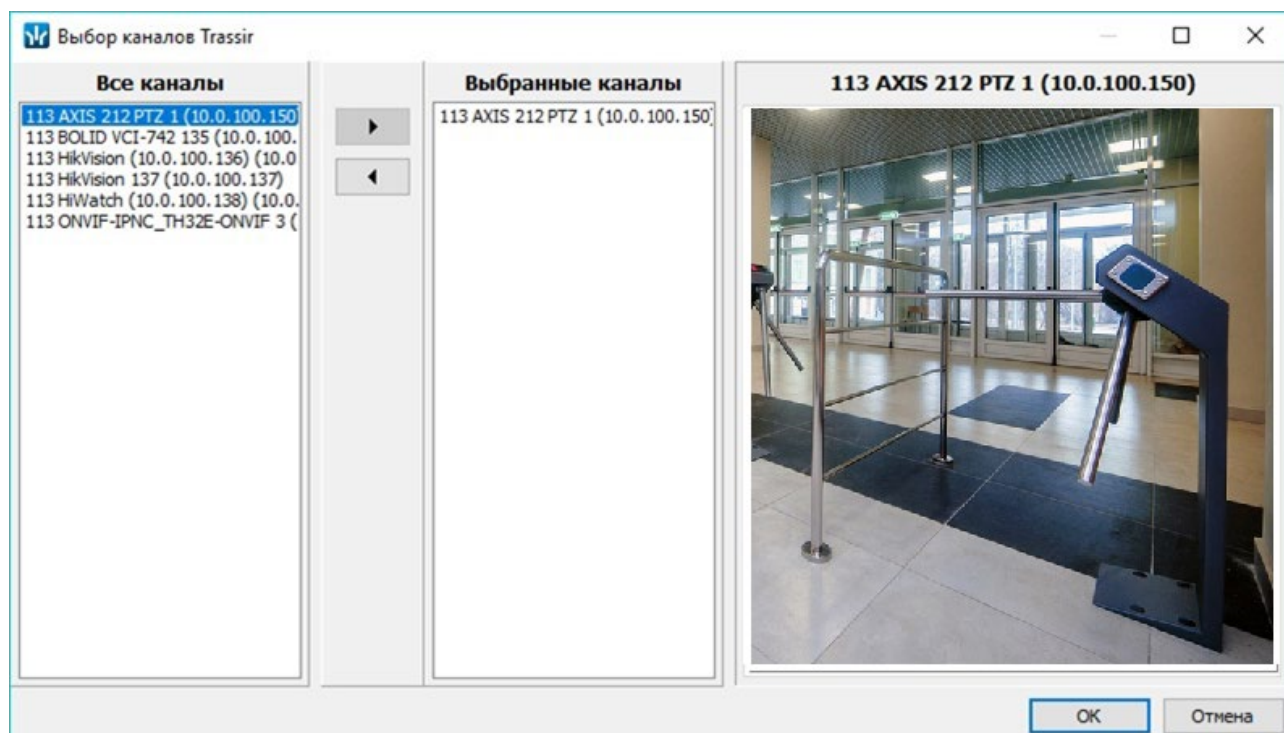 Выбор каналов Trassir
Все каналы
113 AXIS 212 PTZ 1 (10.0.100.150)
113 BOLID VCI-742 135 (10.0.100.
113 HikVision (10.0.100.136) (10.0
113 HikVision 137 (10.0.100.137)
113 HiWatch (10.0.100.138) (10.0.
113 ONVIF-IPNC_TH32E-ONVIF 3 (
Выбранные каналы
113 AXIS 212 PTZ 1 (10.0.100.150)
113 AXIS 212 PTZ 1 (10.0.100.150)
OK
Отмена